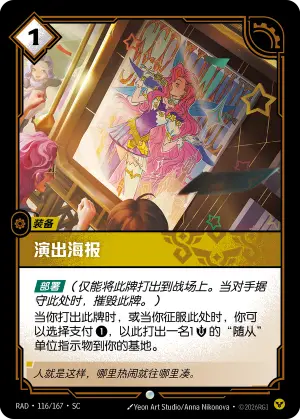 1
装备
演出海报
部署 （仅能将此牌打出到战场上。当对手据
守此处时，摧毁此牌。）
当你打出此牌时，或当你征服此处时，你可
以选择支付❶，以此打出一名1的“随从”
单位指示物到你的基地。
人就是这样，哪里热闹就往哪里凑。
RAD • 116/167 • SC
Yeon Art Studio/Anna Nikonova • ©2026RGI